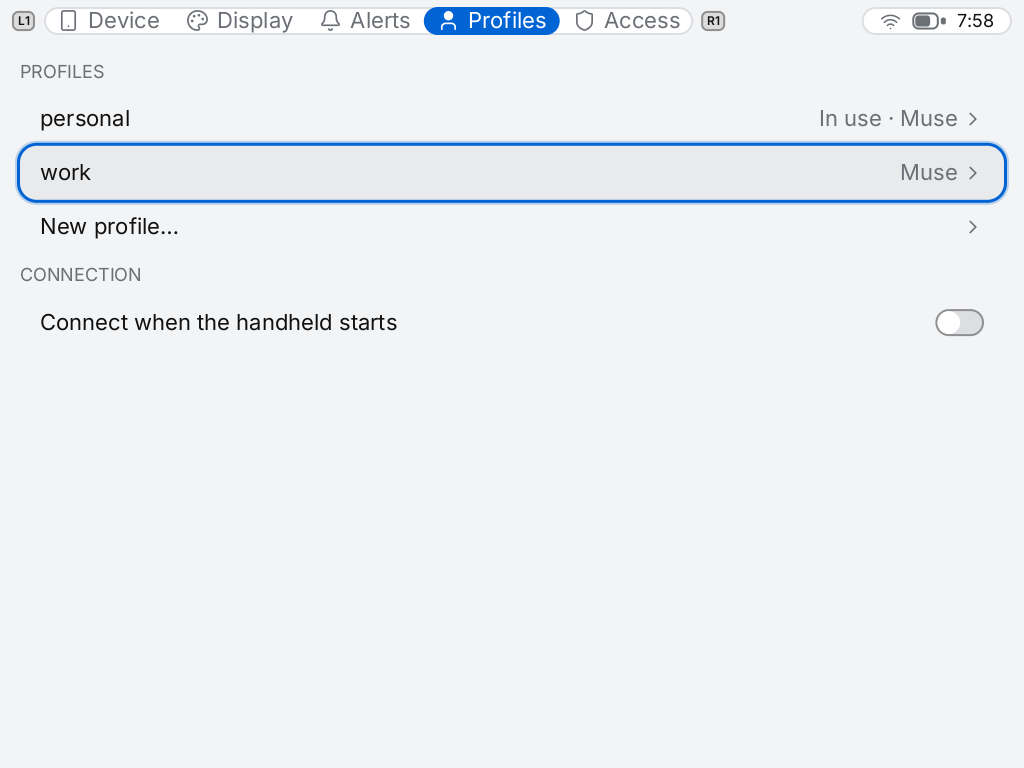 L1 Device Display Alerts Profiles Access R1 7:58
PROFILES
personal In use · Muse
work Muse
New profile...
CONNECTION
Connect when the handheld starts